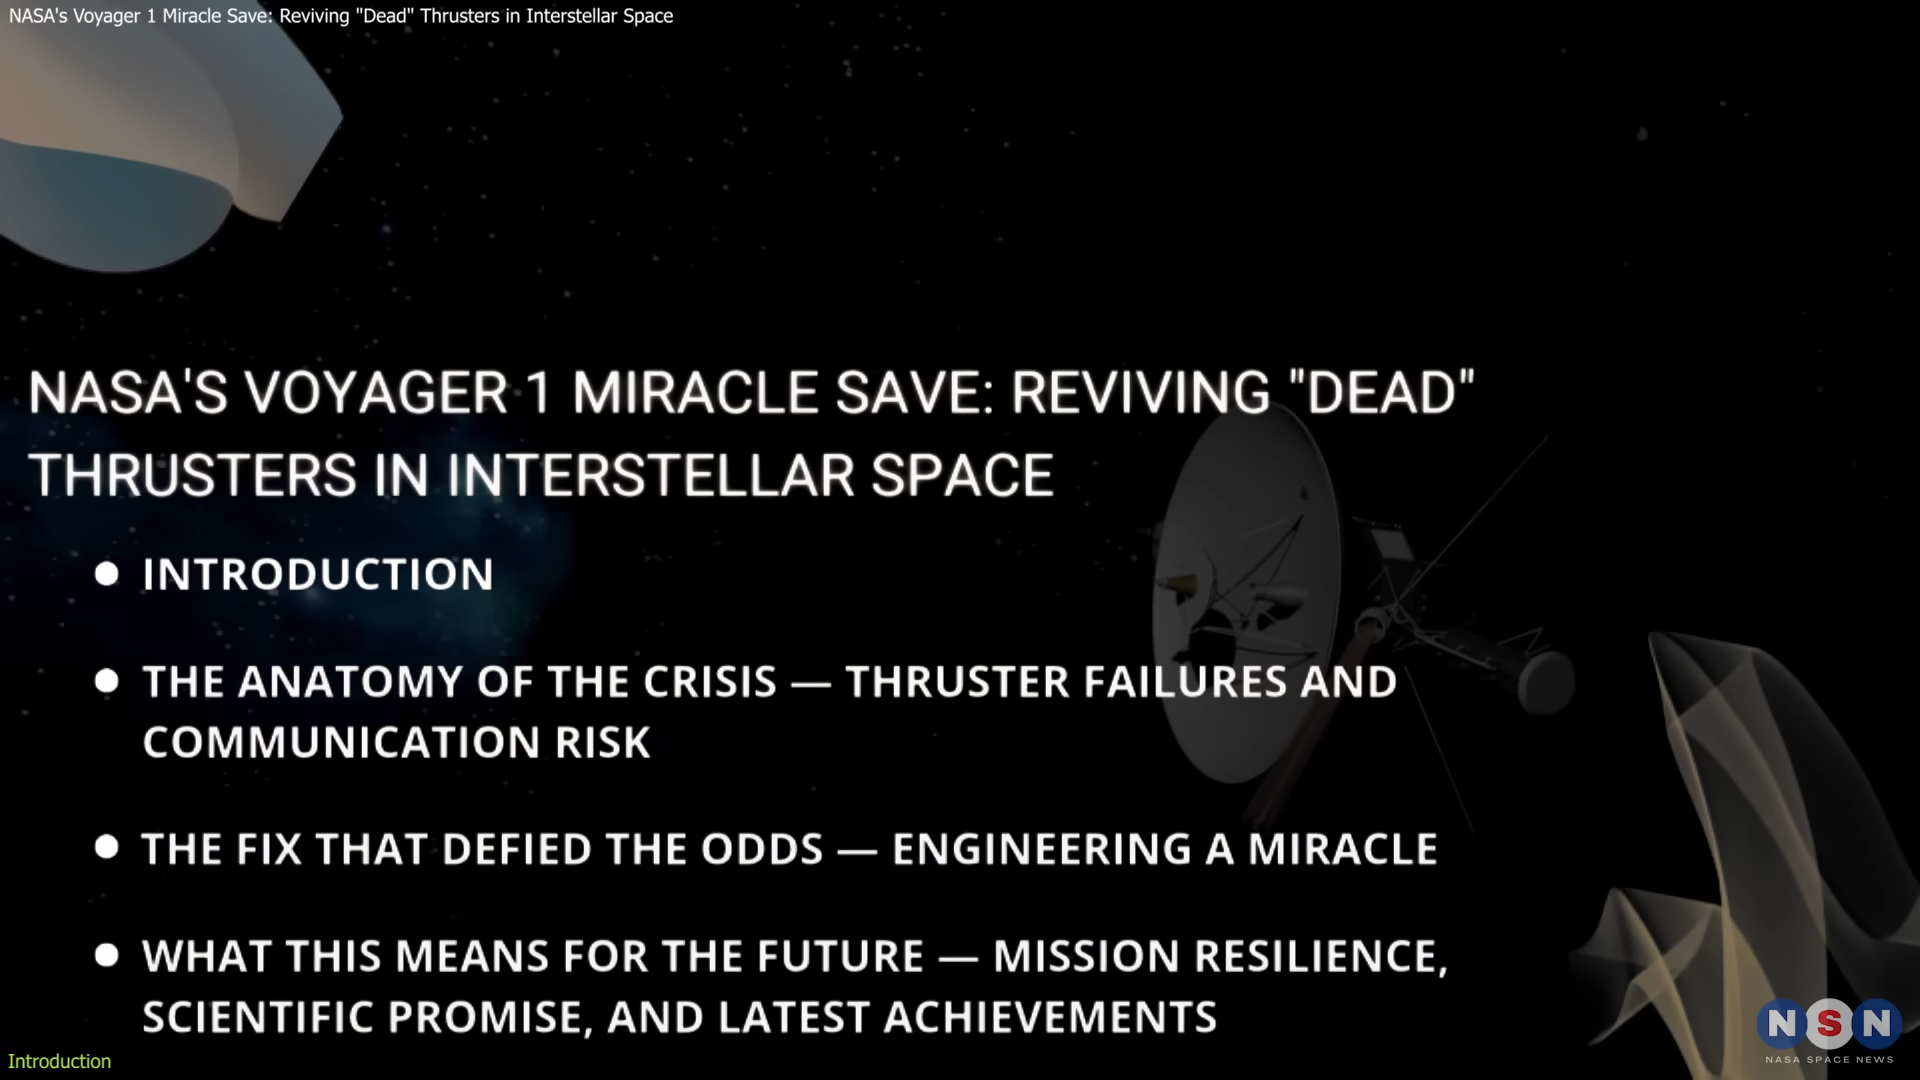 NASA's Voyager 1 Miracle Save: Reviving "Dead" Thrusters in Interstellar Space
NASA'S VOYAGER 1 MIRACLE SAVE: REVIVING "DEAD"
THRUSTERS IN INTERSTELLAR SPACE
● INTRODUCTION
● THE ANATOMY OF THE CRISIS — THRUSTER FAILURES AND
COMMUNICATION RISK
● THE FIX THAT DEFIED THE ODDS — ENGINEERING A MIRACLE
● WHAT THIS MEANS FOR THE FUTURE — MISSION RESILIENCE,
SCIENTIFIC PROMISE, AND LATEST ACHIEVEMENTS
NSN
NASA SPACE NEWS
Introduction